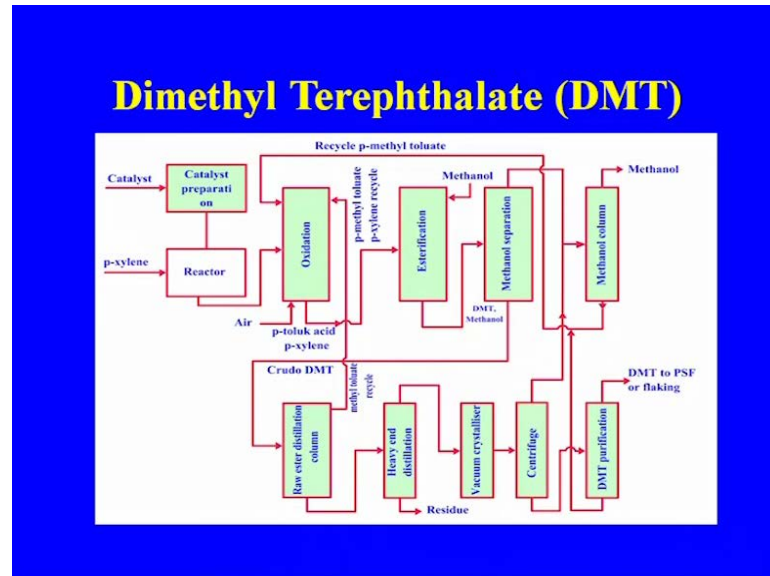 Dimethyl Terephthalate (DMT)
Recycle p-methyl toluate
Catalyst
Catalyst
preparati
on
p-xylene
Reactor
Oxidation
Air
p-toluk acid
p-xylene
p-methyl toluate
p-xylene recycle
Methanol
Esterification
Methanol separation
DMT,
Methanol
Methanol column
Methanol
Crudo DMT
methyl toluate
recycle
Raw ester distillation
column
Heavy end
distillation
Residue
Vacuum crystalliser
Centrifuge
DMT purification
DMT to PSF
or flaking